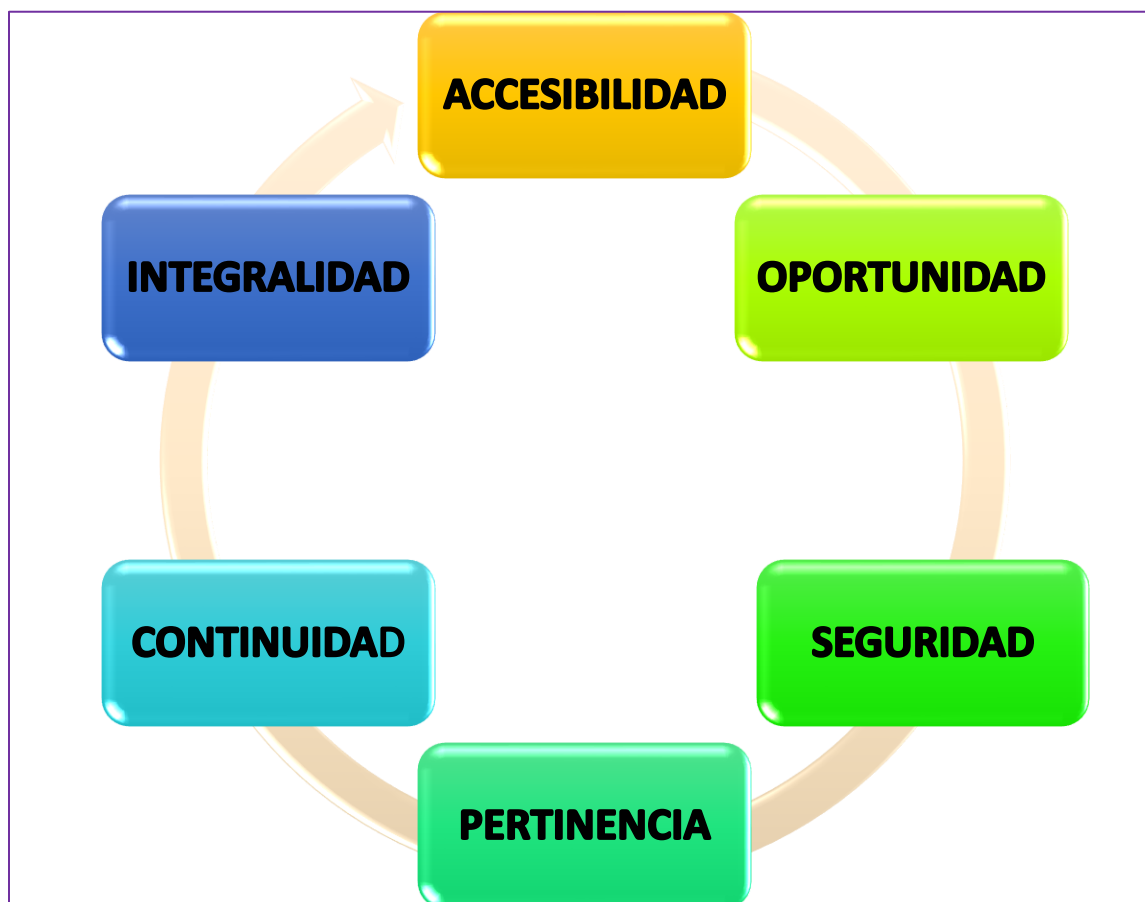 ACCESIBILIDAD
OPORTUNIDAD
SEGURIDAD
PERTINENCIA
CONTINUIDAD
INTEGRALIDAD